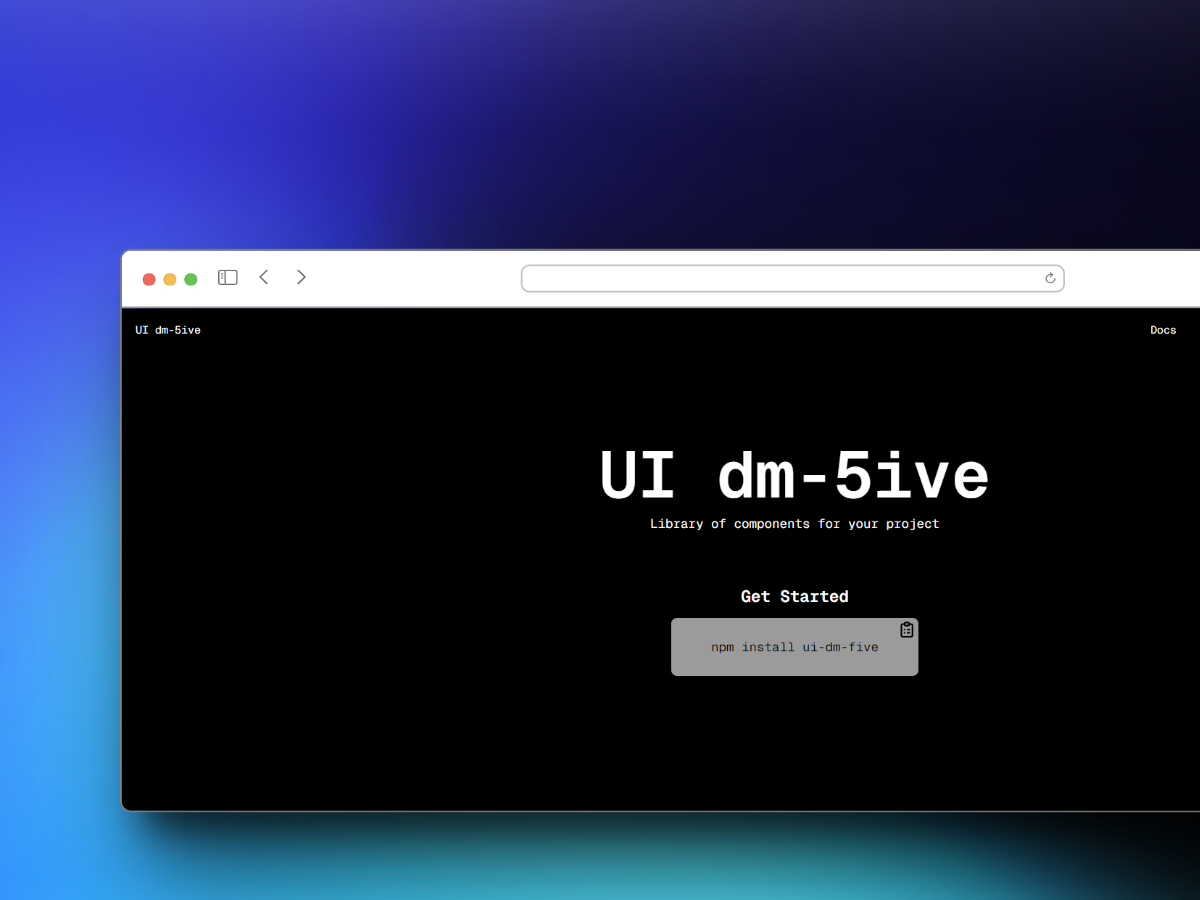 UI dm-5ive
Docs
UI dm-5ive
Library of components for your project
Get Started
npm install ui-dm-five